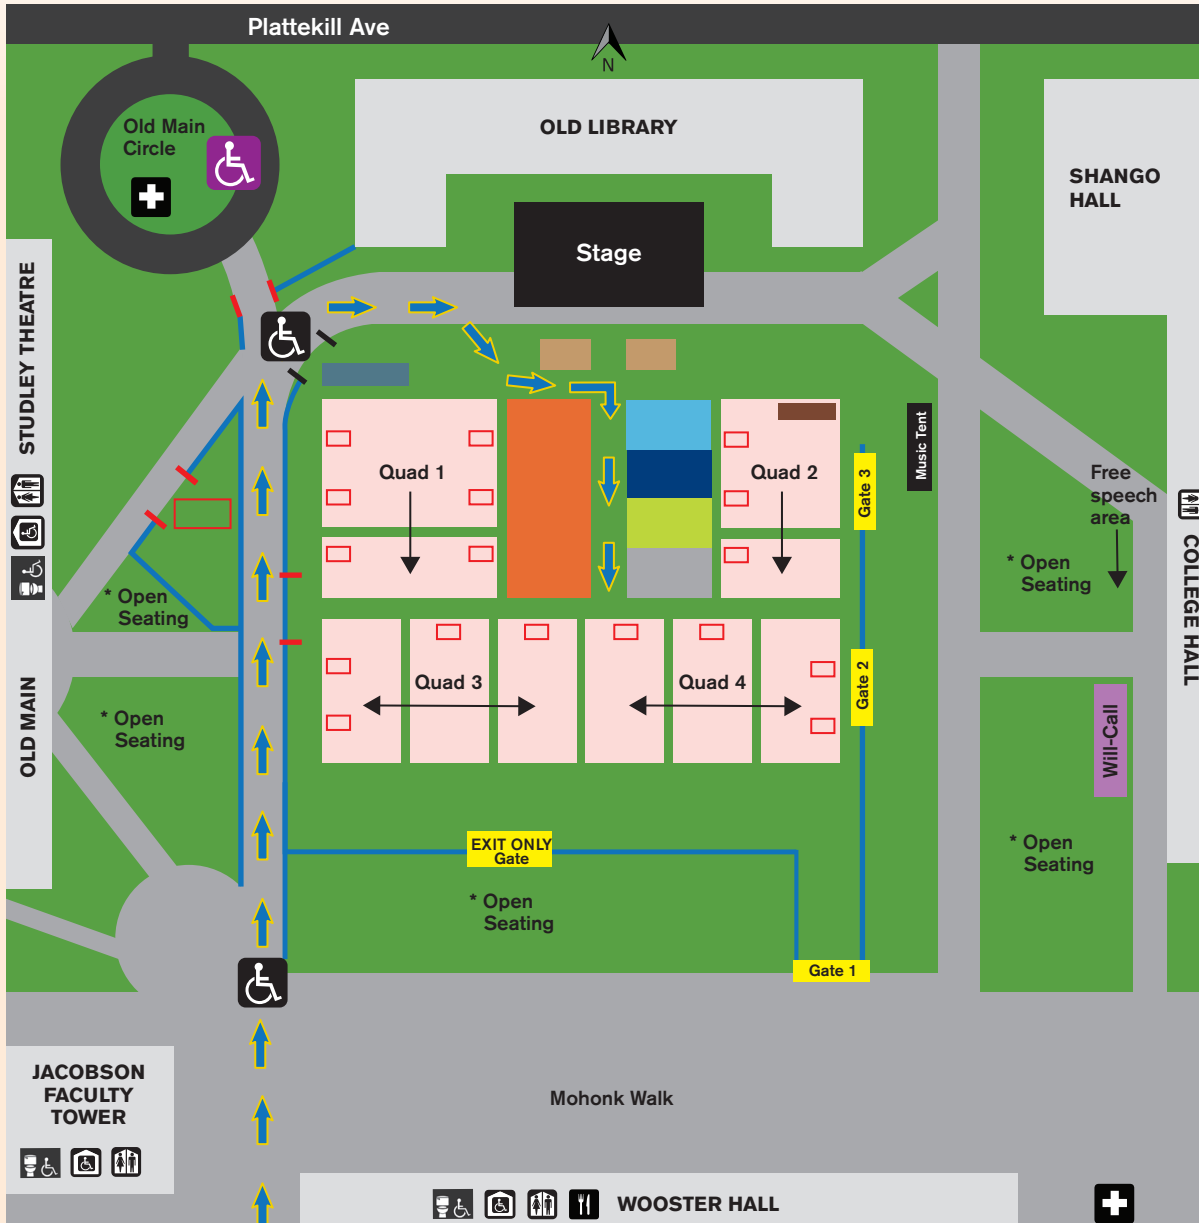 Plattekill Ave
N
Old Main
Circle
OLD LIBRARY
SHANGO
HALL
Stage
STUDLEY THEATRE
Music Tent
Quad 1
Quad 2
Gate 3
Free
speech
area
* Open
Seating
* Open
Seating
COLLEGE HALL
OLD MAIN
Quad 3
Quad 4
Gate 2
* Open
Seating
Will-Call
EXIT ONLY
Gate
* Open
Seating
* Open
Seating
Gate 1
JACOBSON
FACULTY
TOWER
Mohonk Walk
WOOSTER HALL